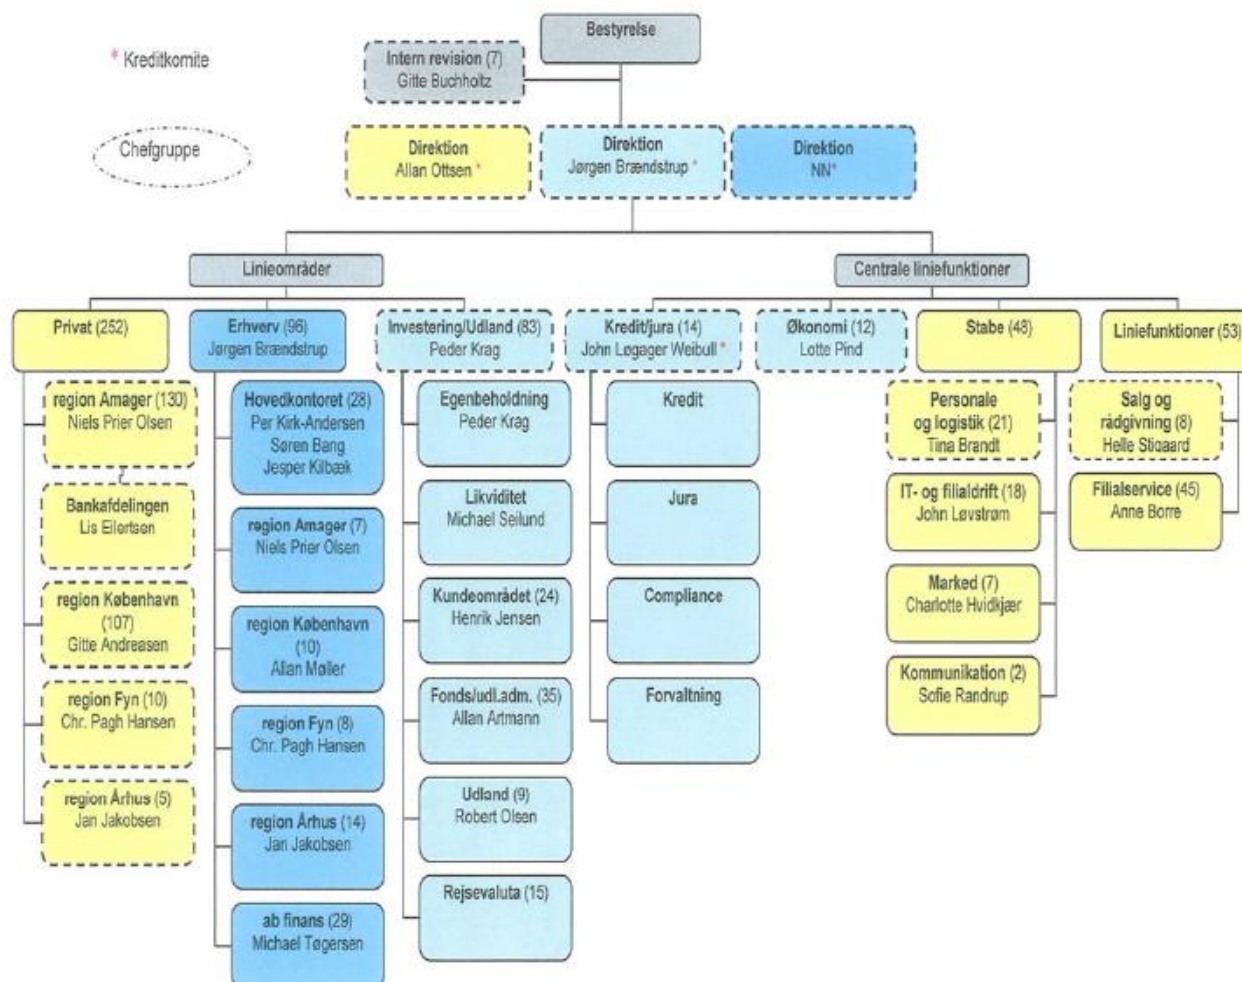 Bestyrelse
* Kreditkomite
Intern revision (7)
Gitte Buchholtz
Chefgruppe
Direktion
Allan Ottsen *
Direktion
Jørgen Brændstrup *
Direktion
NN*
Linieområder
Centrale liniefunktioner
Privat (252)
Erhverv (96)
Jørgen Brændstrup
Investering/Udland (83)
Peder Krag
Kredit/jura (14)
John Løgager Weibull *
Økonomi (12)
Lotte Pind
Stabe (48)
Liniefunktioner (53)
region Amager (130)
Niels Prier Olsen
Bankafdelingen
Lis Eilertsen
region København
(107)
Gitte Andreasen
region Fyn (10)
Chr. Pagh Hansen
region Århus (5)
Jan Jakobsen
Hovedkontoret (28)
Per Kirk-Andersen
Søren Bang
Jesper Kilbæk
region Amager (7)
Niels Prier Olsen
region København
(10)
Allan Møller
region Fyn (8)
Chr. Pagh Hansen
region Århus (14)
Jan Jakobsen
ab finans (29)
Michael Tøgersen
Egenbeholdning
Peder Krag
Likviditet
Michael Seilund
Kundeområdet (24)
Henrik Jensen
Fonds/udl.adm. (35)
Allan Artmann
Udland (9)
Robert Olsen
Rejsevaluta (15)
Kredit
Jura
Compliance
Forvaltning
Personale
og logistik (21)
Tina Brandt
IT- og filialdrift (18)
John Løvstrøm
Marked (7)
Charlotte Hvidkjær
Kommunikation (2)
Sofie Randrup
Salg og
rådgivning (8)
Helle Stigaard
Filialservice (45)
Anne Borre